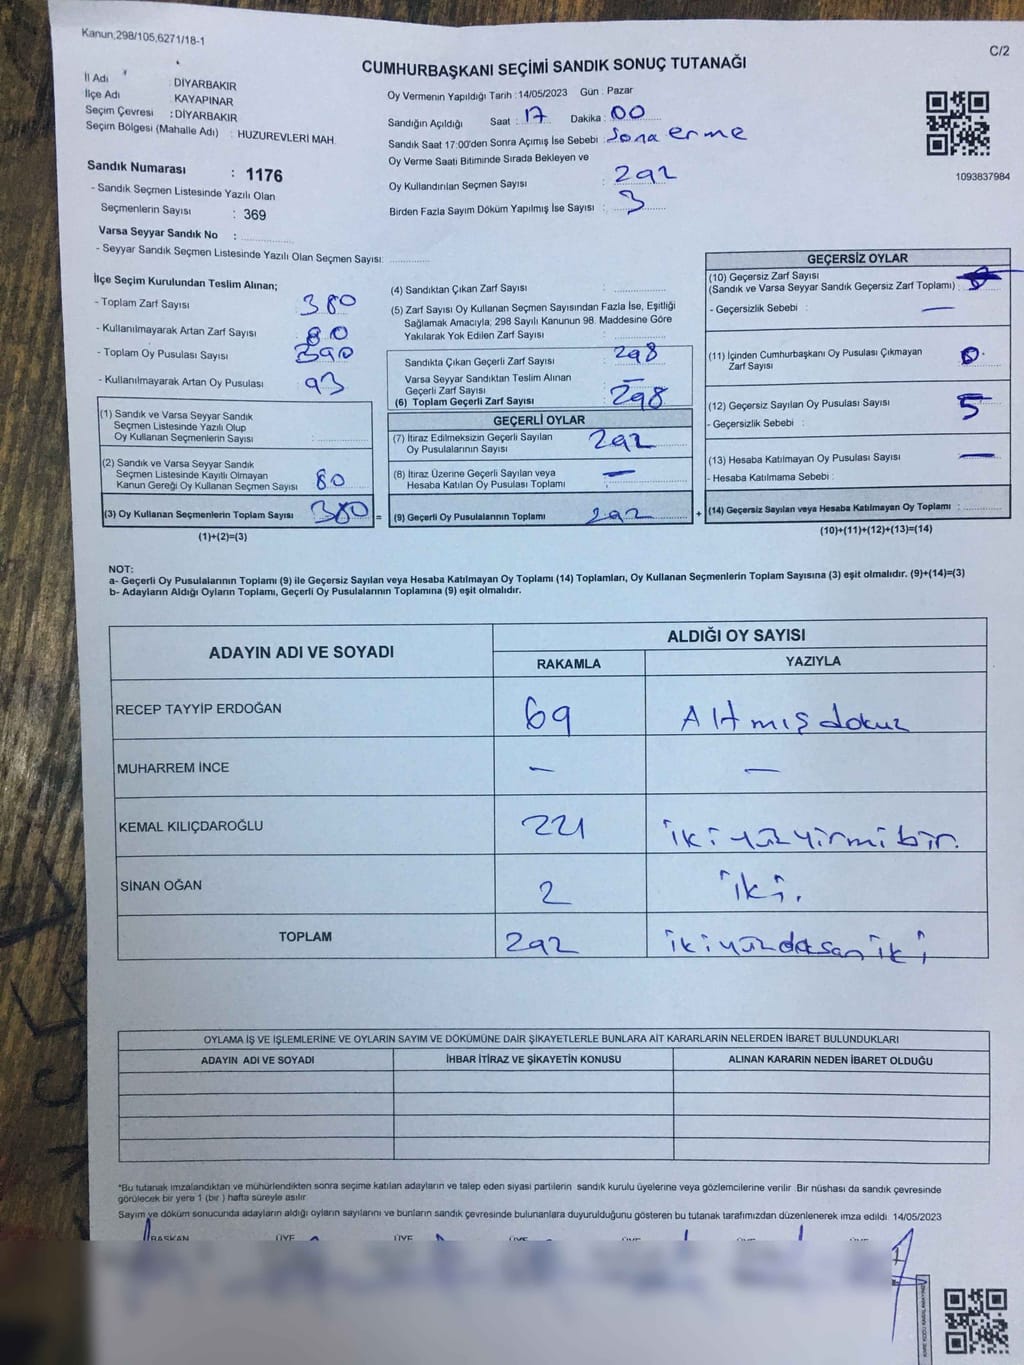 Kanun;298/105,6271/18-1
C/2
CUMHURBAŞKANI SEÇİMİ SANDIK SONUÇ TUTANAĞI
İl Adı : DİYARBAKIR
İlçe Adı : KAYAPINAR
Seçim Çevresi : DİYARBAKIR
Seçim Bölgesi (Mahalle Adı) : HUZUREVLERİ MAH.
Sandık Numarası : 1176
- Sandık Seçmen Listesinde Yazılı Olan
Seçmenlerin Sayısı : 369
Varsa Seyyar Sandık No :
- Seyyar Sandık Seçmen Listesinde Yazılı Olan Seçmen Sayısı:
Oy Vermenin Yapıldığı Tarih : 14/05/2023 Gün : Pazar
Sandığın Açıldığı Saat : 17 Dakika : 00
Sandık Saat 17:00'den Sonra Açımış İse Sebebi : Sona erme
Oy Verme Saati Bitiminde Sırada Bekleyen ve
Oy Kullandırılan Seçmen Sayısı : 292
Birden Fazla Sayım Döküm Yapılmış İse Sayısı : 3
1093837984
İlçe Seçim Kurulundan Teslim Alınan;
- Toplam Zarf Sayısı 380
- Kullanılmayarak Artan Zarf Sayısı 80
- Toplam Oy Pusulası Sayısı 390
- Kullanılmayarak Artan Oy Pusulası 93
(1) Sandık ve Varsa Seyyar Sandık
Seçmen Listesinde Yazılı Olup
Oy Kullanan Seçmenlerin Sayısı :
(2) Sandık ve Varsa Seyyar Sandık
Seçmen Listesinde Kayıtlı Olmayan
Kanun Gereği Oy Kullanan Seçmen Sayısı 80
(3) Oy Kullanan Seçmenlerin Toplam Sayısı 380 =
(1)+(2)=(3)
(4) Sandıktan Çıkan Zarf Sayısı :
(5) Zarf Sayısı Oy Kullanan Seçmen Sayısından Fazla İse, Eşitliği
Sağlamak Amacıyla, 298 Sayılı Kanunun 98. Maddesine Göre
Yakılarak Yok Edilen Zarf Sayısı :
Sandıkta Çıkan Geçerli Zarf Sayısı 298
Varsa Seyyar Sandıktan Teslim Alınan
Geçerli Zarf Sayısı : —
(6) Toplam Geçerli Zarf Sayısı : 298
GEÇERLİ OYLAR
(7) İtiraz Edilmeksizin Geçerli Sayılan
Oy Pusulalarının Sayısı 292
(8) İtiraz Üzerine Geçerli Sayılan veya
Hesaba Katılan Oy Pusulası Toplamı : —
(9) Geçerli Oy Pusulalarının Toplamı 292 +
GEÇERSİZ OYLAR
(10) Geçersiz Zarf Sayısı
(Sandık ve Varsa Seyyar Sandık Geçersiz Zarf Toplamı) :
- Geçersizlik Sebebi : —
(11) İçinden Cumhurbaşkanı Oy Pusulası Çıkmayan
Zarf Sayısı 0
(12) Geçersiz Sayılan Oy Pusulası Sayısı 5
- Geçersizlik Sebebi :
(13) Hesaba Katılmayan Oy Pusulası Sayısı —
- Hesaba Katılmama Sebebi :
(14) Geçersiz Sayılan veya Hesaba Katılmayan Oy Toplamı :
(10)+(11)+(12)+(13)=(14)
NOT:
a- Geçerli Oy Pusulalarının Toplamı (9) ile Geçersiz Sayılan veya Hesaba Katılmayan Oy Toplamı (14) Toplamları, Oy Kullanan Seçmenlerin Toplam Sayısına (3) eşit olmalıdır. (9)+(14)=(3)
b- Adayların Aldığı Oyların Toplamı, Geçerli Oy Pusulalarının Toplamına (9) eşit olmalıdır.
ADAYIN ADI VE SOYADI ALDIĞI OY SAYISI
RAKAMLA YAZIYLA
RECEP TAYYİP ERDOĞAN 69 Altmışdokuz
MUHARREM İNCE — —
KEMAL KILIÇDAROĞLU 221 ikiyüzyirmibir.
SİNAN OĞAN 2 iki.
TOPLAM 292 ikiyüzdoksaniki
OYLAMA İŞ VE İŞLEMLERİNE VE OYLARIN SAYIM VE DÖKÜMÜNE DAİR ŞİKAYETLERLE BUNLARA AİT KARARLARIN NELERDEN İBARET BULUNDUKLARI
ADAYIN ADI VE SOYADI İHBAR İTİRAZ VE ŞİKAYETİN KONUSU ALINAN KARARIN NEDEN İBARET OLDUĞU
*Bu tutanak imzalandıktan ve mühürlendikten sonra seçime katılan adayların ve talep eden siyasi partilerin sandık kurulu üyelerine veya gözlemcilerine verilir. Bir nüshası da sandık çevresinde
görülecek bir yere 1 (bir ) hafta süreyle asılır.
Sayım ve döküm sonucunda adayların aldığı oyların sayılarını ve bunların sandık çevresinde bulunanlara duyurulduğunu gösteren bu tutanak tarafımızdan düzenlenerek imza edildi. 14/05/2023
BAŞKAN ÜYE ÜYE ÜYE ÜYE ÜYE ÜYE